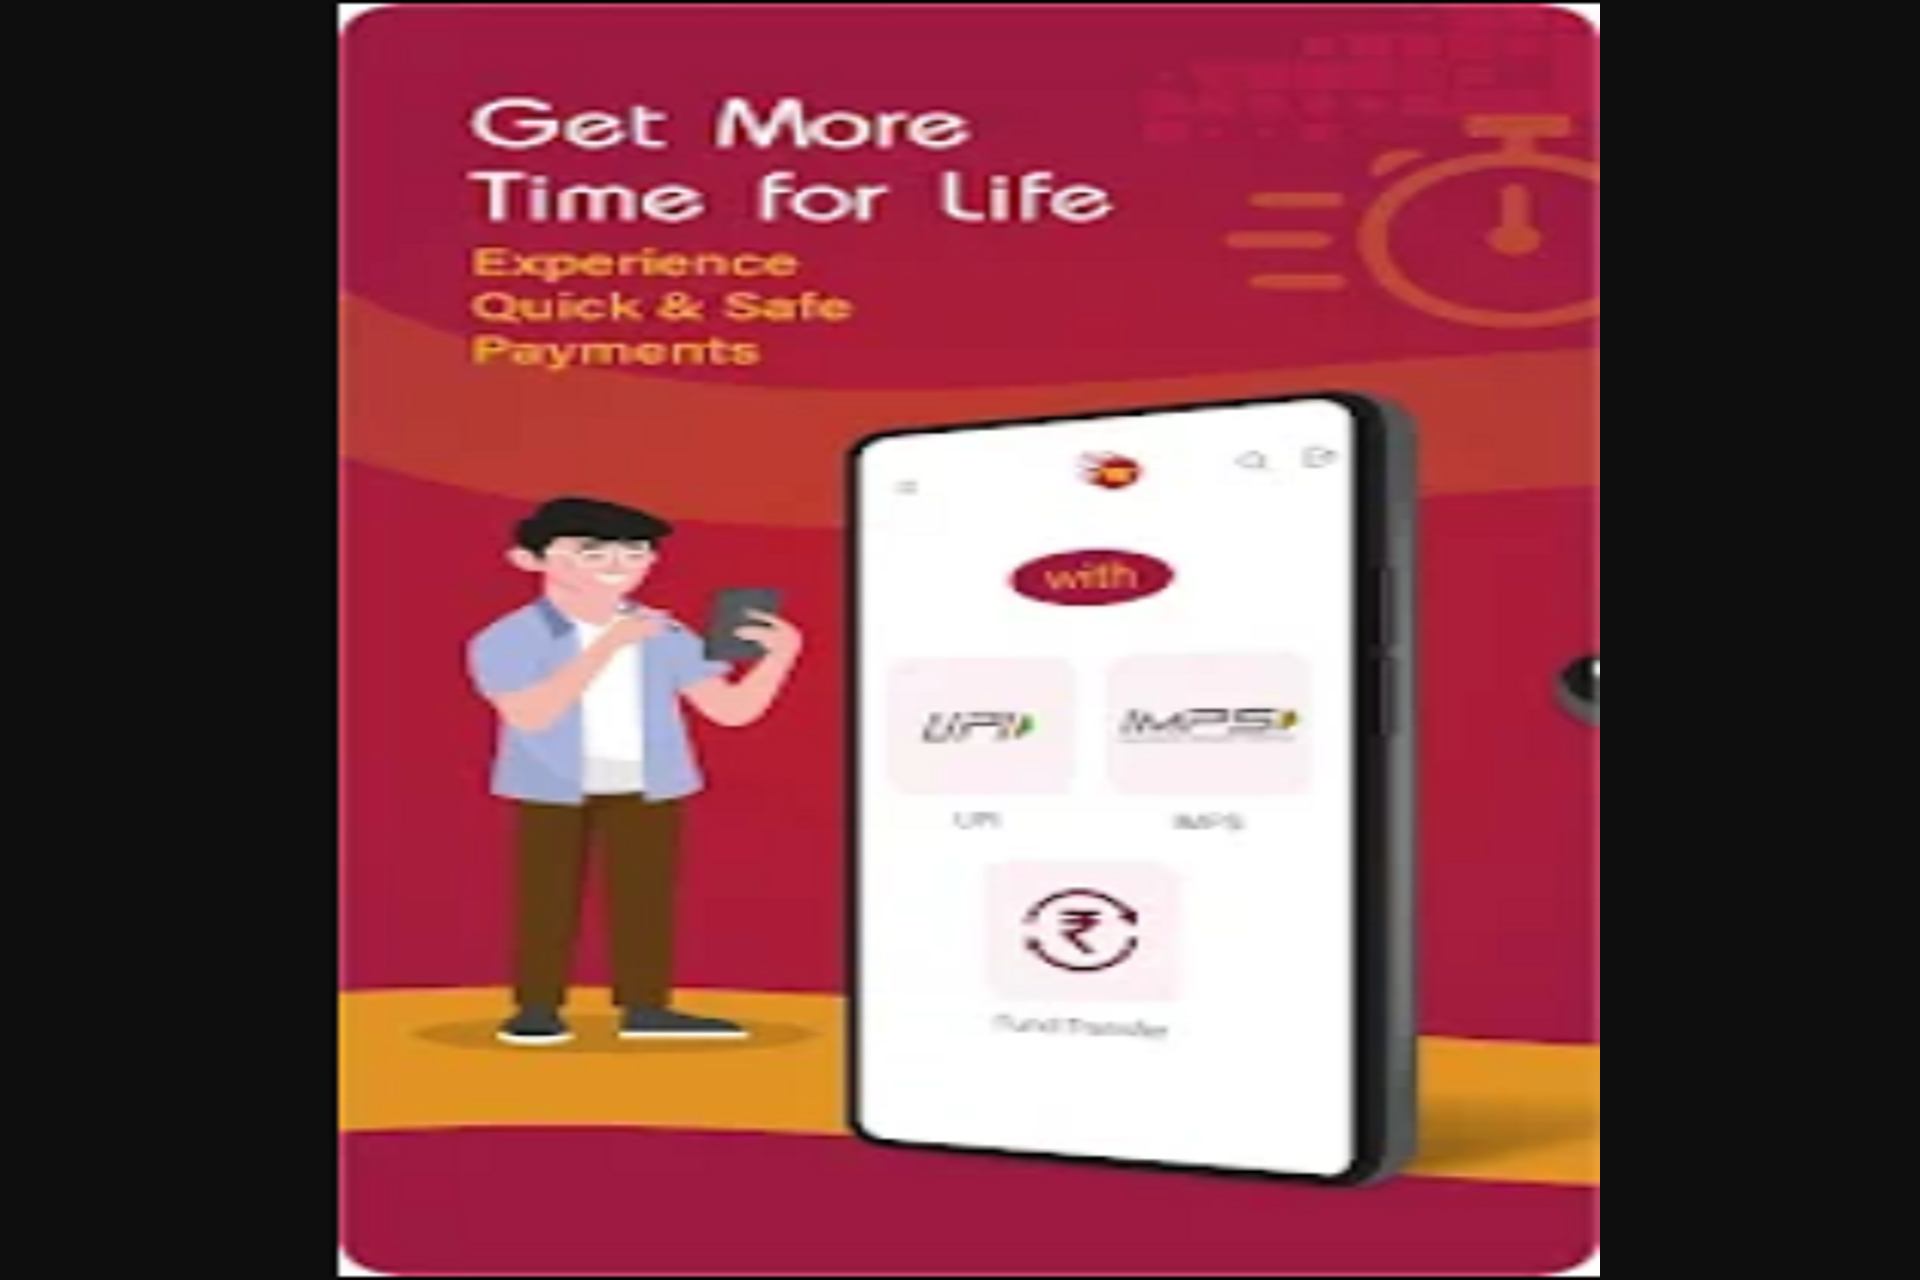 Get More
Time for Life
Experience
Quick & Safe
Payments
with
UPI
IMPS
UPI
IMPS
₹
Fund Transfer